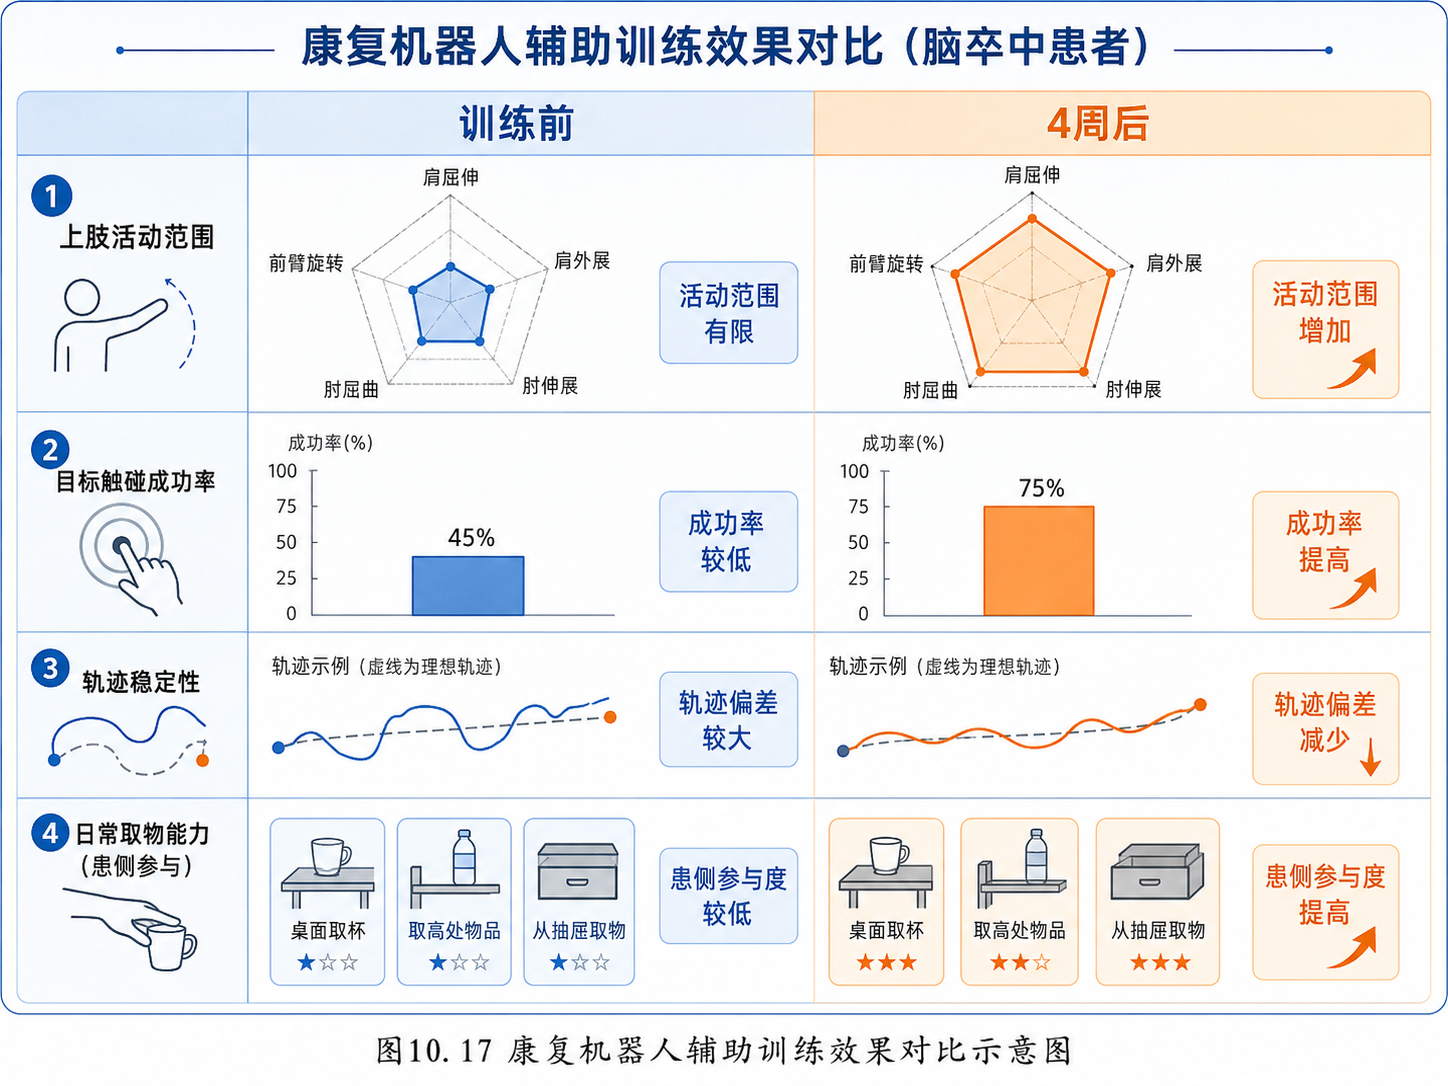 康复机器人辅助训练效果对比（脑卒中患者）
训练前
4周后
1
上肢活动范围
肩屈伸
肩外展
肘伸展
肘屈曲
前臂旋转
活动范围
有限
肩屈伸
肩外展
肘伸展
肘屈曲
前臂旋转
活动范围
增加
2
目标触碰成功率
成功率(%)
100
75
50
25
0
45%
成功率
较低
成功率(%)
100
75
50
25
0
75%
成功率
提高
3
轨迹稳定性
轨迹示例（虚线为理想轨迹）
轨迹偏差
较大
轨迹示例（虚线为理想轨迹）
轨迹偏差
减少
4
日常取物能力
（患侧参与）
桌面取杯
★☆☆
取高处物品
★☆☆
从抽屉取物
★☆☆
患侧参与度
较低
桌面取杯
★★★
取高处物品
★★☆
从抽屉取物
★★★
患侧参与度
提高
图10.17 康复机器人辅助训练效果对比示意图